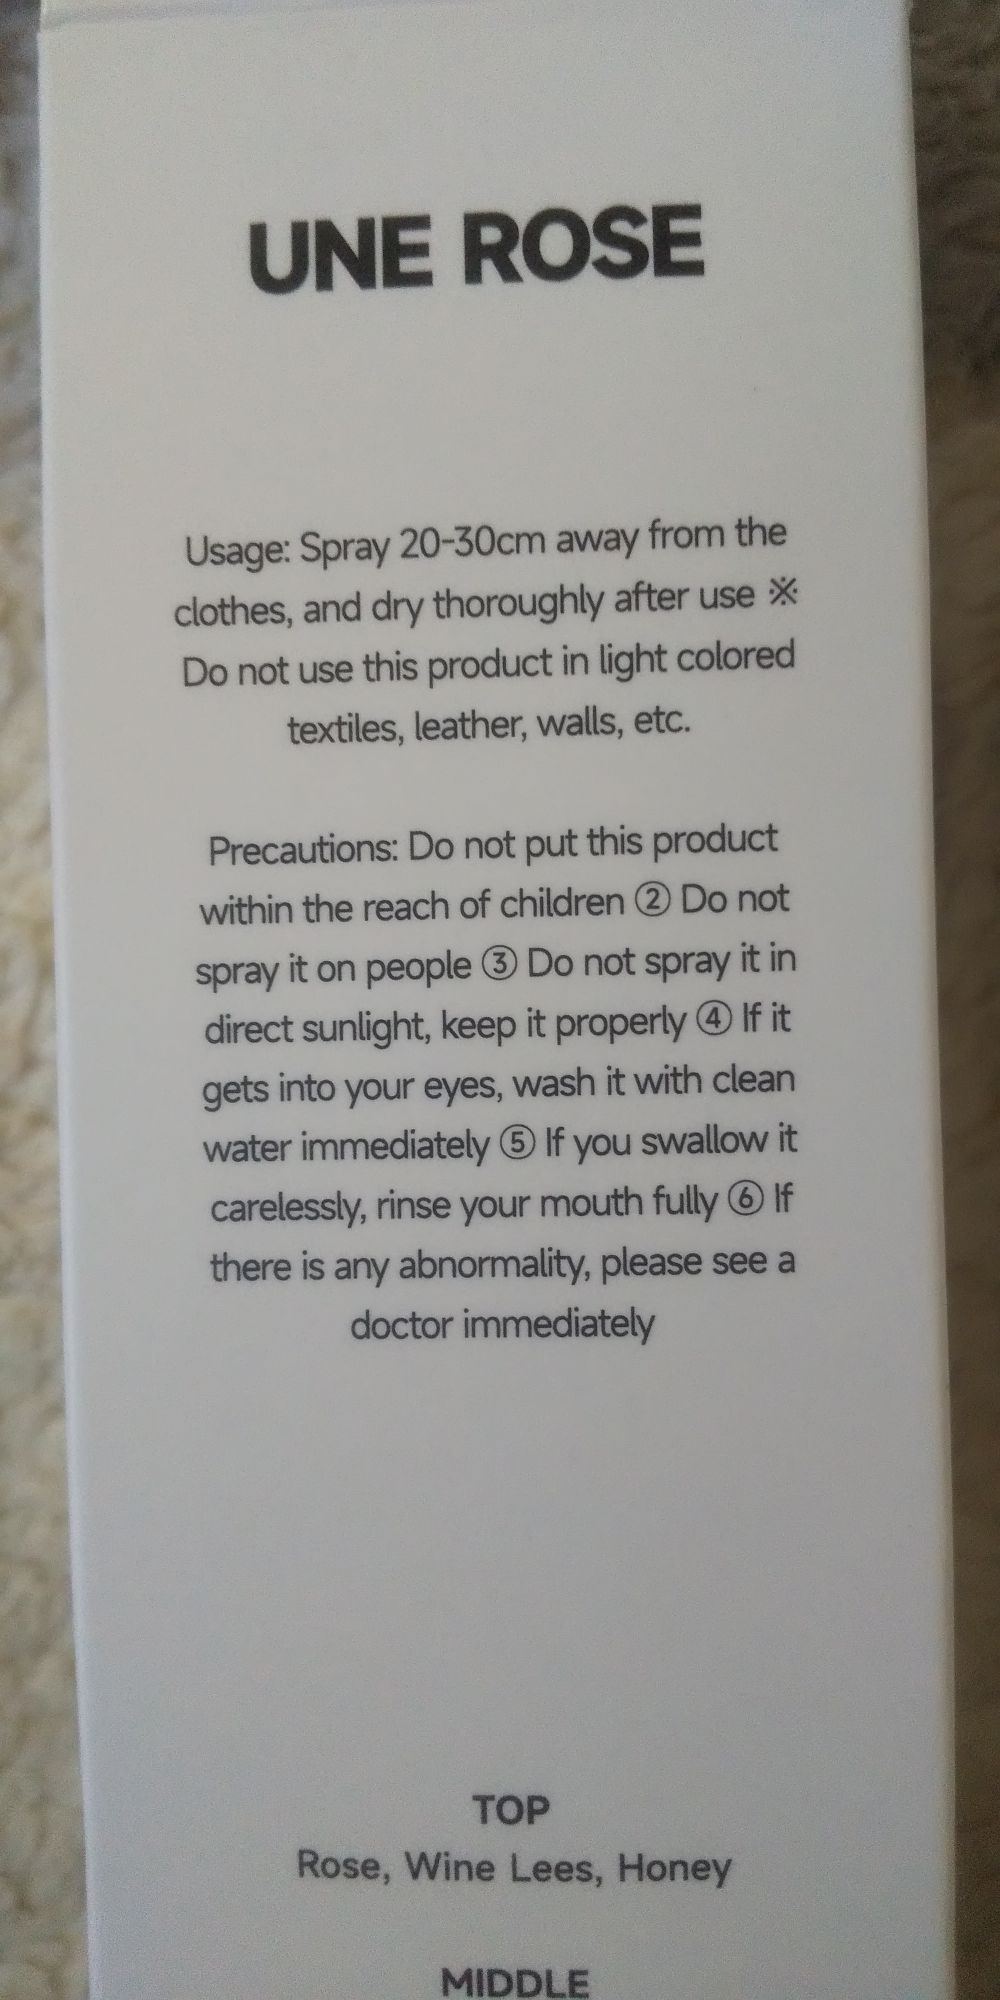 UNE ROSE
Usage: Spray 20-30cm away from the
clothes, and dry thoroughly after use ※
Do not use this product in light colored
textiles, leather, walls, etc.
Precautions: Do not put this product
within the reach of children ② Do not
spray it on people ③ Do not spray it in
direct sunlight, keep it properly ④ If it
gets into your eyes, wash it with clean
water immediately ⑤ If you swallow it
carelessly, rinse your mouth fully ⑥ If
there is any abnormality, please see a
doctor immediately
TOP
Rose, Wine Lees, Honey
MIDDLE